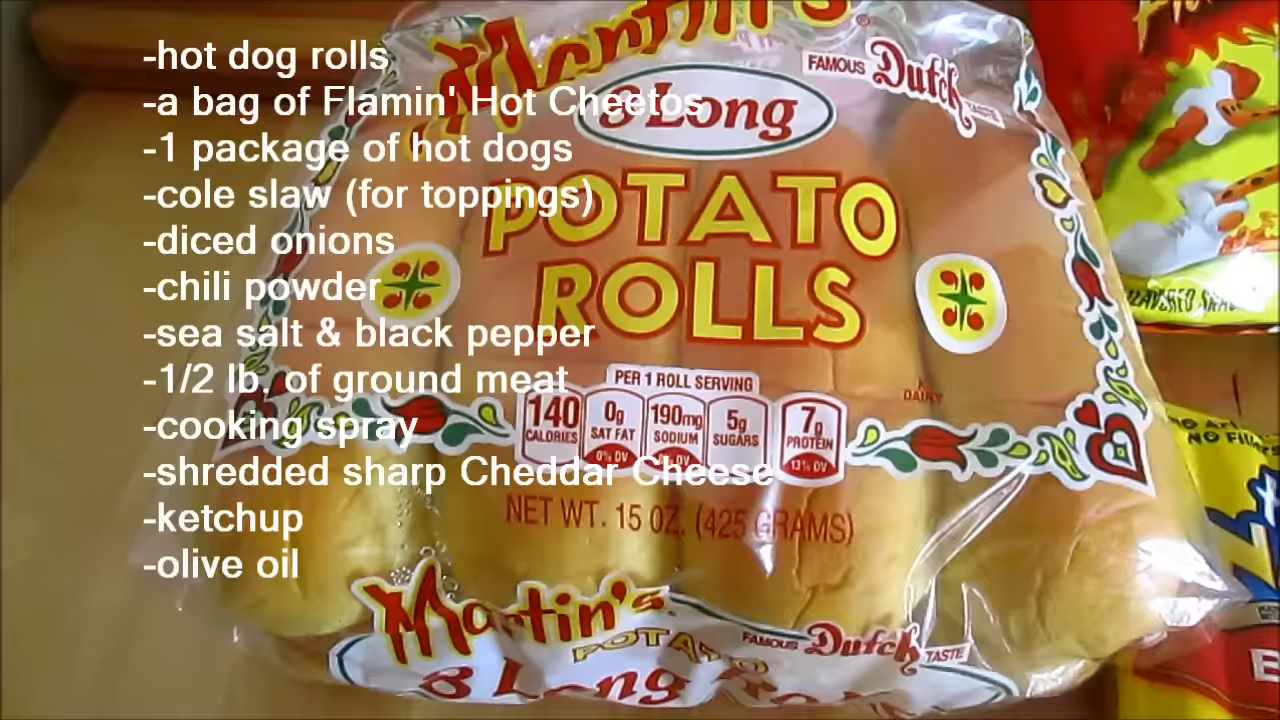 -hot dog rolls
-a bag of Flamin' Hot Cheetos
-1 package of hot dogs
-cole slaw (for toppings)
-diced onions
-chili powder
-sea salt & black pepper
-1/2 lb. of ground meat
-cooking spray
-shredded sharp Cheddar Cheese
-ketchup
-olive oil
Martin's
FAMOUS Dutch TASTE
8 Long
POTATO
ROLLS
PER 1 ROLL SERVING
140 CALORIES
0g SAT FAT 0% DV
190mg SODIUM DV
5g SUGARS
7g PROTEIN 13% DV
DAIRY
NET WT. 15 OZ. (425 GRAMS)
Martin's
FAMOUS Dutch TASTE
POTATO
8 Long
NO